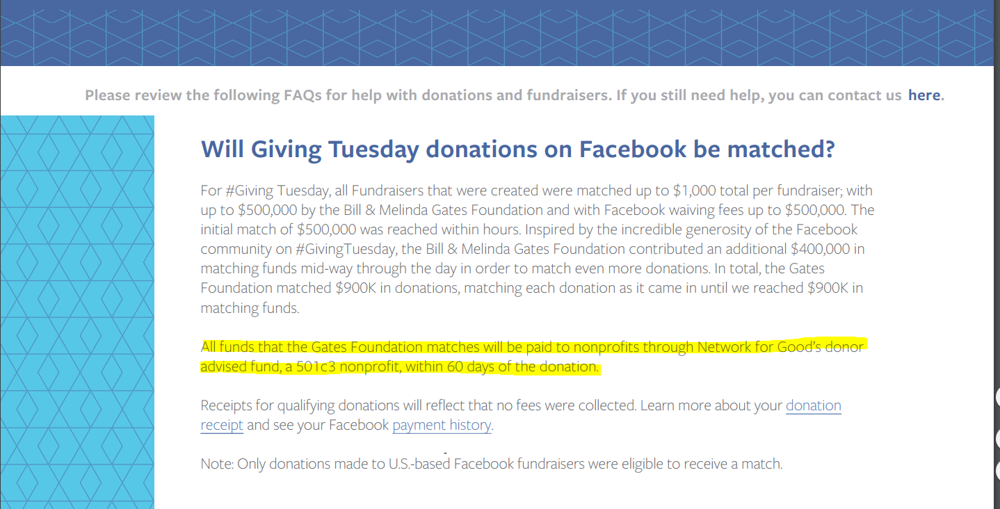 Please review the following FAQs for help with donations and fundraisers. If you still need help, you can contact us here.
Will Giving Tuesday donations on Facebook be matched?
For #Giving Tuesday, all Fundraisers that were created were matched up to $1,000 total per fundraiser; with
up to $500,000 by the Bill & Melinda Gates Foundation and with Facebook waiving fees up to $500,000. The
initial match of $500,000 was reached within hours. Inspired by the incredible generosity of the Facebook
community on #GivingTuesday, the Bill & Melinda Gates Foundation contributed an additional $400,000 in
matching funds mid-way through the day in order to match even more donations. In total, the Gates
Foundation matched $900K in donations, matching each donation as it came in until we reached $900K in
matching funds.
All funds that the Gates Foundation matches will be paid to nonprofits through Network for Good’s donor
advised fund, a 501c3 nonprofit, within 60 days of the donation.
Receipts for qualifying donations will reflect that no fees were collected. Learn more about your donation
receipt and see your Facebook payment history.
Note: Only donations made to U.S.-based Facebook fundraisers were eligible to receive a match.